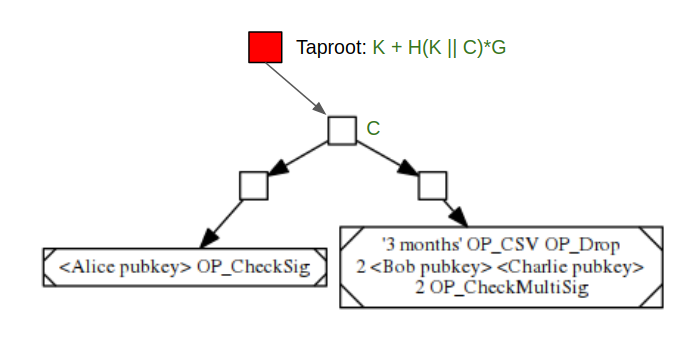 Taproot: K + H(K || C)*G
C
<Alice pubkey> OP_CheckSig
'3 months' OP_CSV OP_Drop
2 <Bob pubkey> <Charlie pubkey>
2 OP_CheckMultiSig